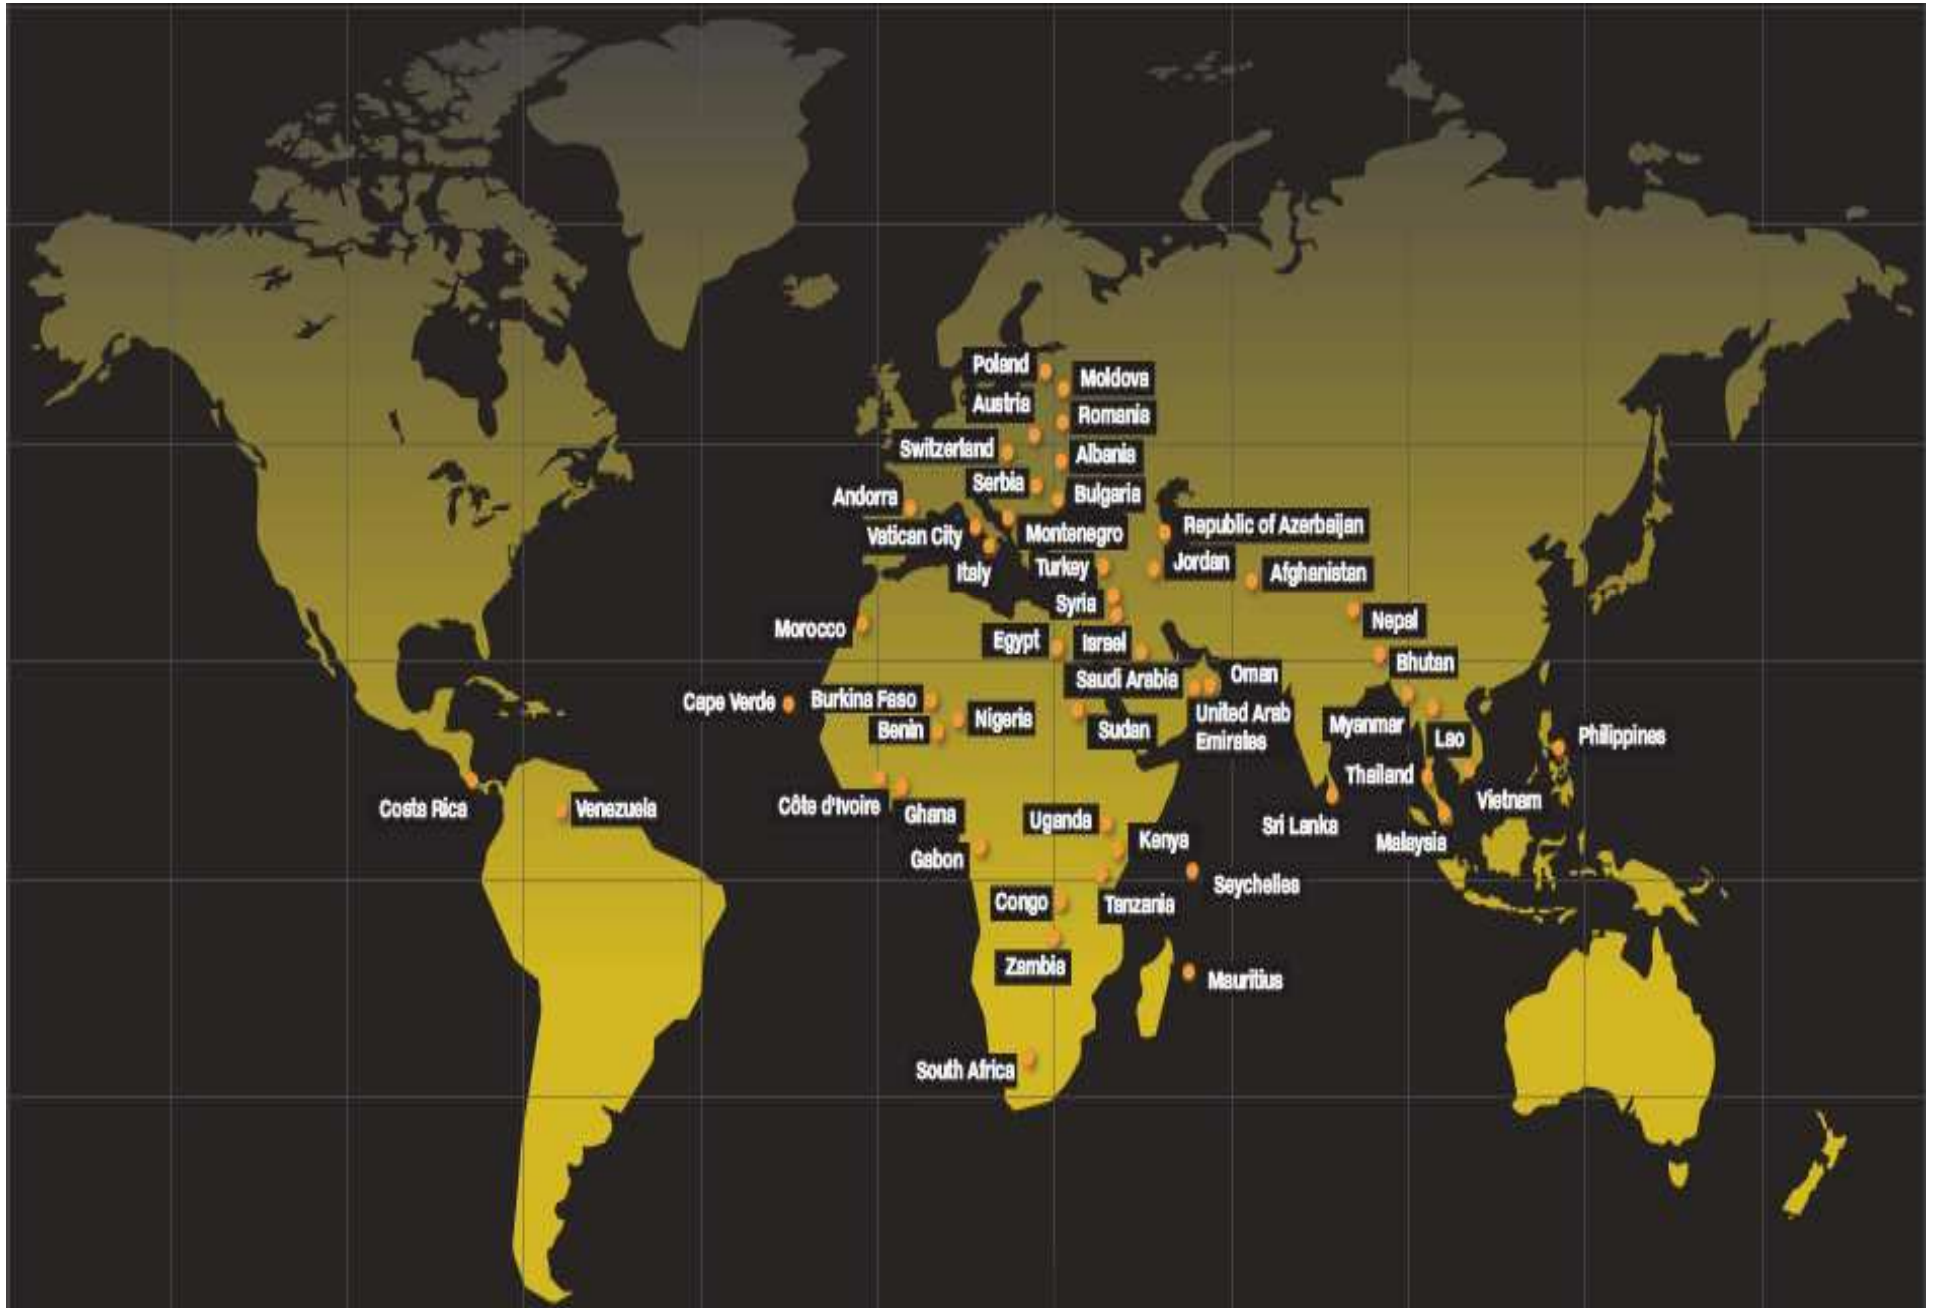 Poland
Moldova
Austria
Romania
Switzerland
Albania
Serbia
Bulgaria
Andorra
Vatican City
Montenegro
Republic of Azerbaijan
Italy
Turkey
Jordan
Afghanistan
Syria
Morocco
Egypt
Israel
Nepal
Bhutan
Saudi Arabia
Oman
Cape Verde
Burkina Faso
Nigeria
Benin
Sudan
United Arab
Emirates
Myanmar
Lao
Philippines
Thailand
Costa Rica
Venezuela
Côte d'Ivoire
Ghana
Uganda
Kenya
Sri Lanka
Vietnam
Malaysia
Gabon
Seychelles
Congo
Tanzania
Zambia
Mauritius
South Africa